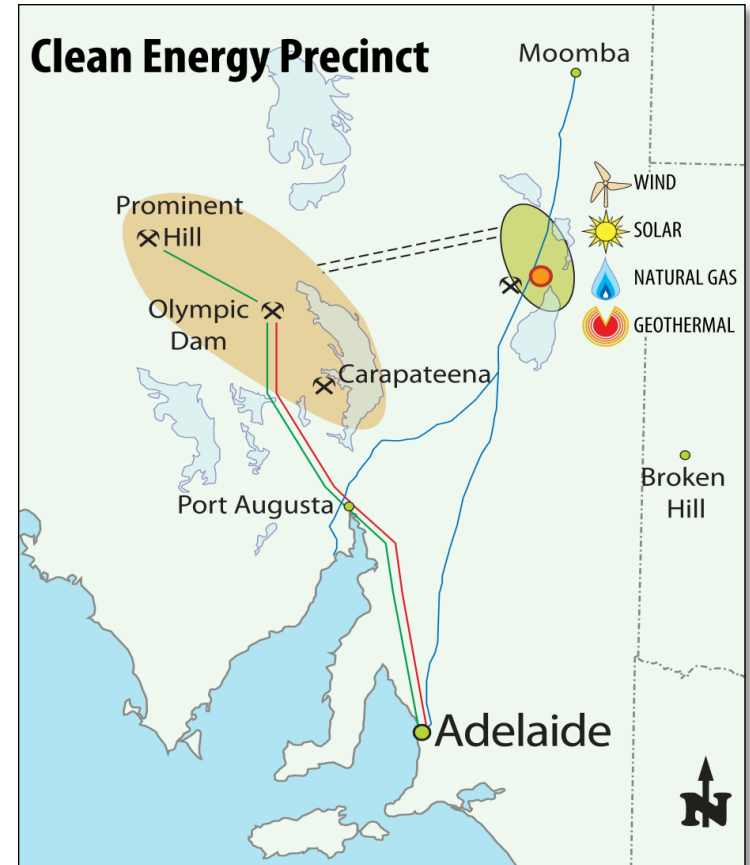 Clean Energy Precinct
Moomba
WIND
Prominent
Hill
SOLAR
NATURAL GAS
Olympic
Dam
GEOTHERMAL
Carapateena
Broken
Hill
Port Augusta
Adelaide
N